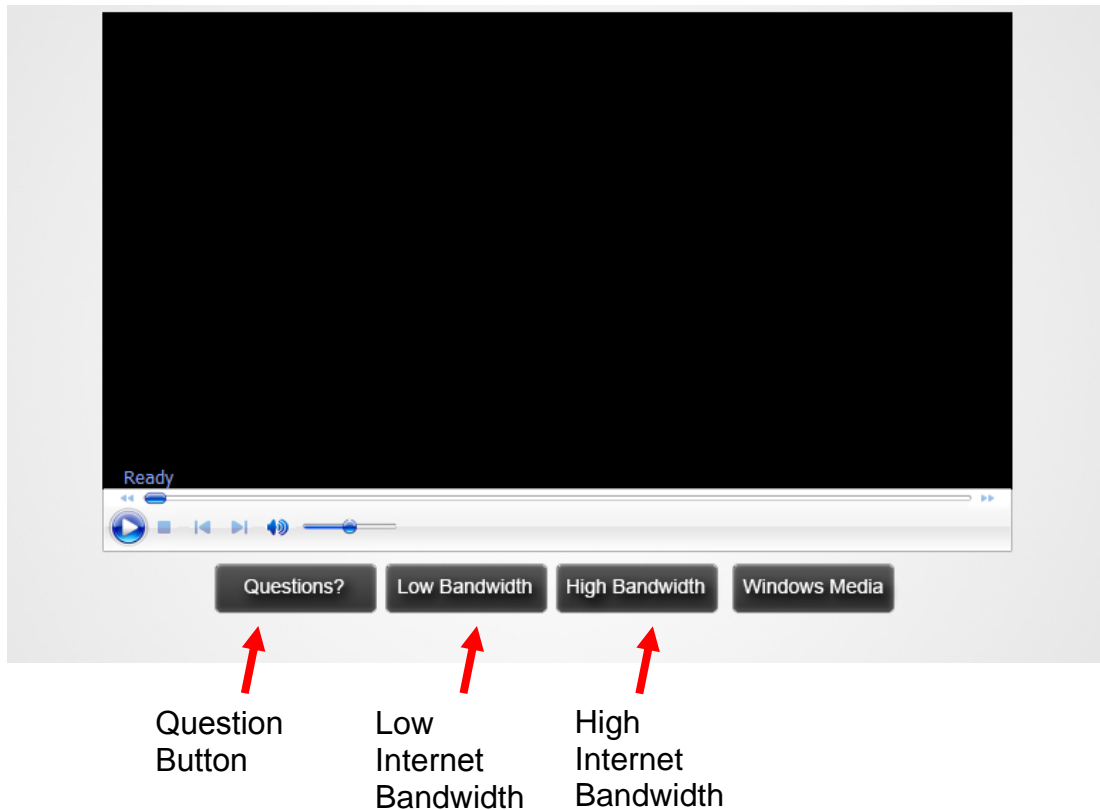 Ready
Questions?
Low Bandwidth
High Bandwidth
Windows Media
Question
Button
Low
Internet
Bandwidth
High
Internet
Bandwidth